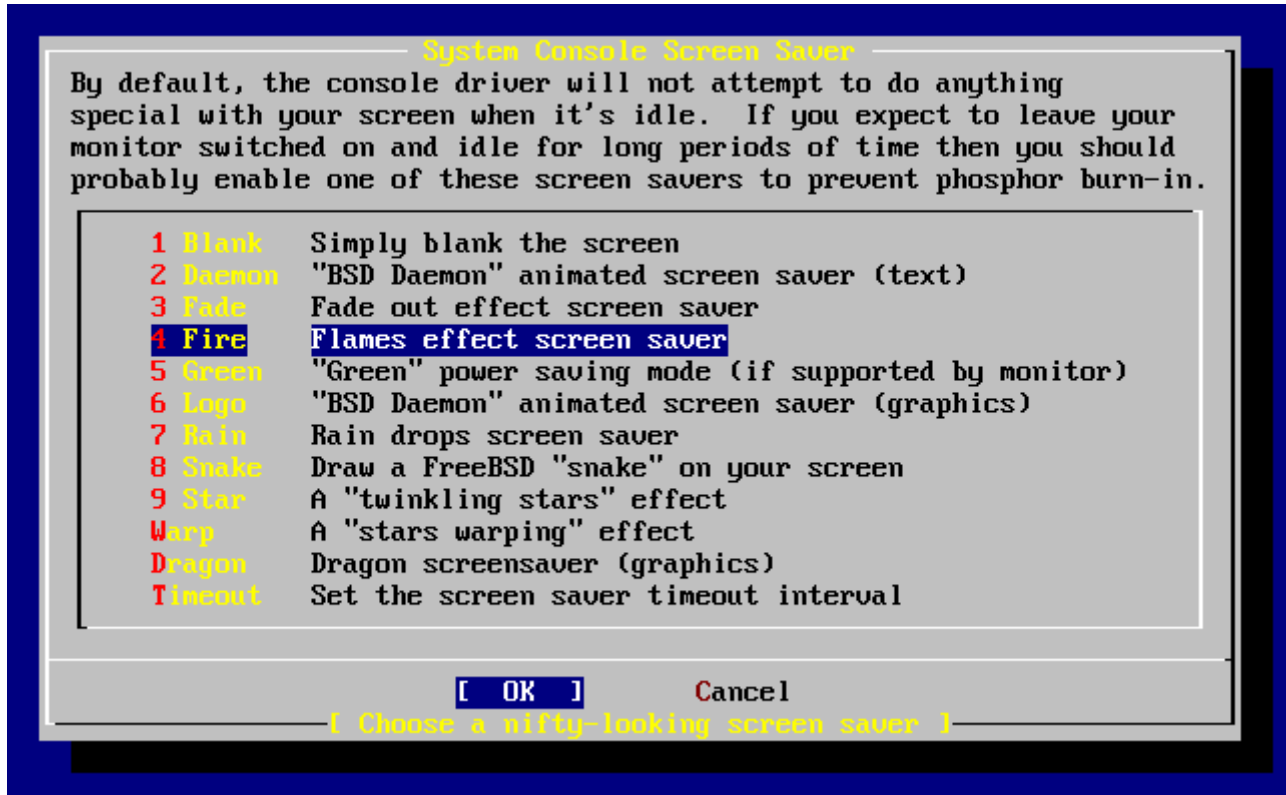 System Console Screen Saver
By default, the console driver will not attempt to do anything
special with your screen when it's idle.  If you expect to leave your
monitor switched on and idle for long periods of time then you should
probably enable one of these screen savers to prevent phosphor burn-in.
1 Blank   Simply blank the screen
2 Daemon  "BSD Daemon" animated screen saver (text)
3 Fade    Fade out effect screen saver
4 Fire    Flames effect screen saver
5 Green   "Green" power saving mode (if supported by monitor)
6 Logo    "BSD Daemon" animated screen saver (graphics)
7 Rain    Rain drops screen saver
8 Snake   Draw a FreeBSD "snake" on your screen
9 Star    A "twinkling stars" effect
Warp      A "stars warping" effect
Dragon    Dragon screensaver (graphics)
Timeout   Set the screen saver timeout interval
[  OK  ]       Cancel
[ Choose a nifty-looking screen saver ]